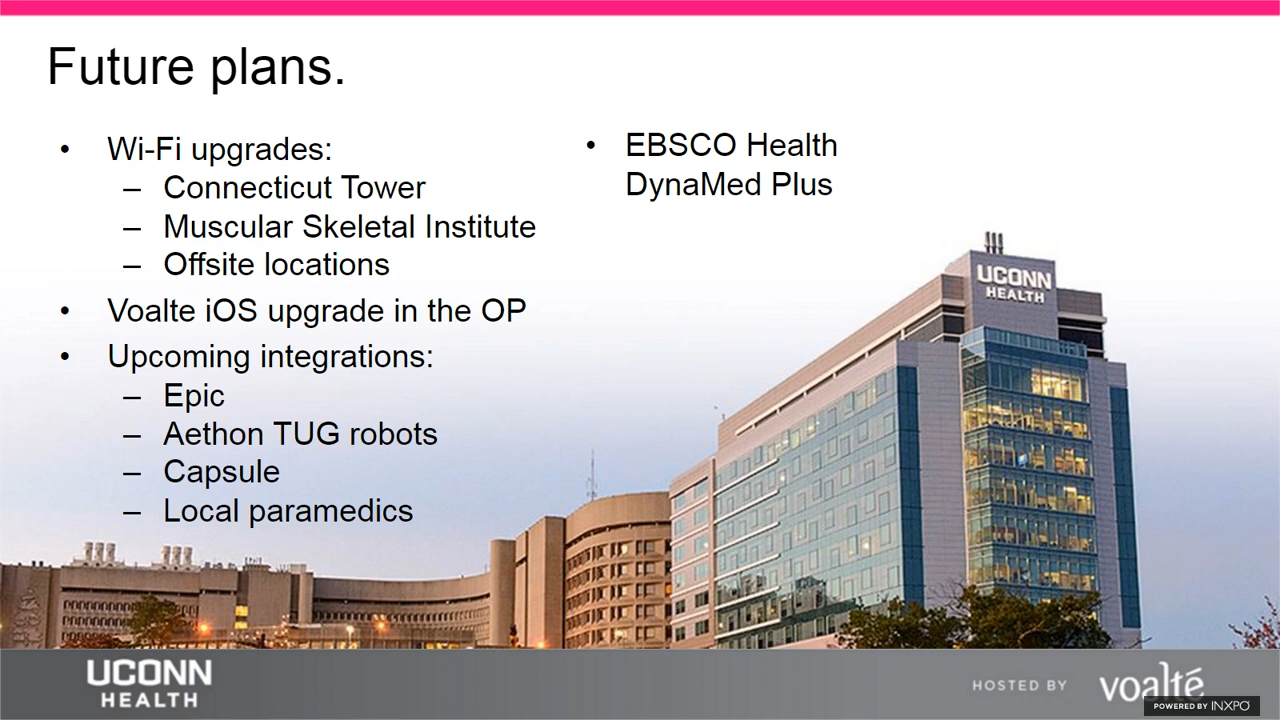 Future plans.
• Wi-Fi upgrades:
– Connecticut Tower
– Muscular Skeletal Institute
– Offsite locations
• Voalte iOS upgrade in the OP
• Upcoming integrations:
– Epic
– Aethon TUG robots
– Capsule
– Local paramedics
• EBSCO Health
DynaMed Plus
UCONN
HEALTH
UCONN
HEALTH
HOSTED BY voalté
POWERED BY INXPO